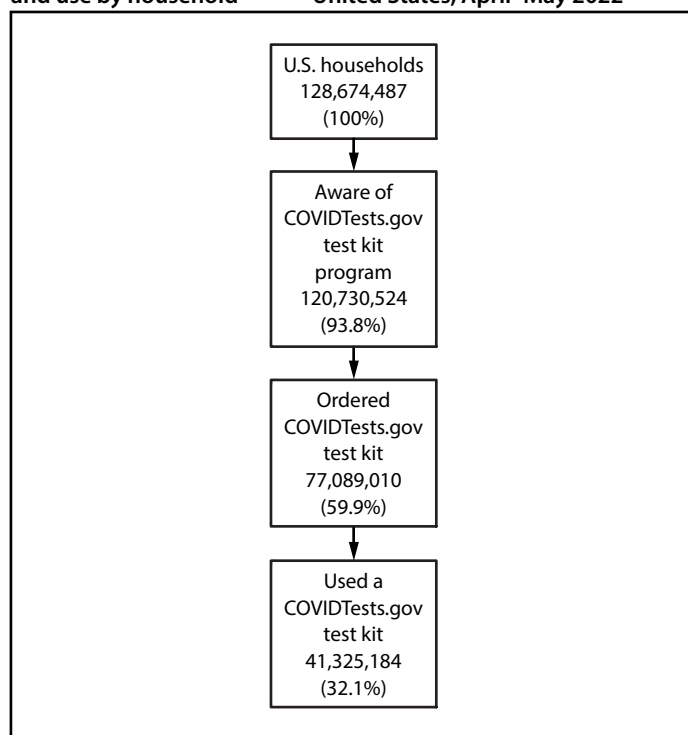 and use by household United States, April–May 2022
U.S. households
128,674,487
(100%)
Aware of
COVIDTests.gov
test kit
program
120,730,524
(93.8%)
Ordered
COVIDTests.gov
test kit
77,089,010
(59.9%)
Used a
COVIDTests.gov
test kit
41,325,184
(32.1%)